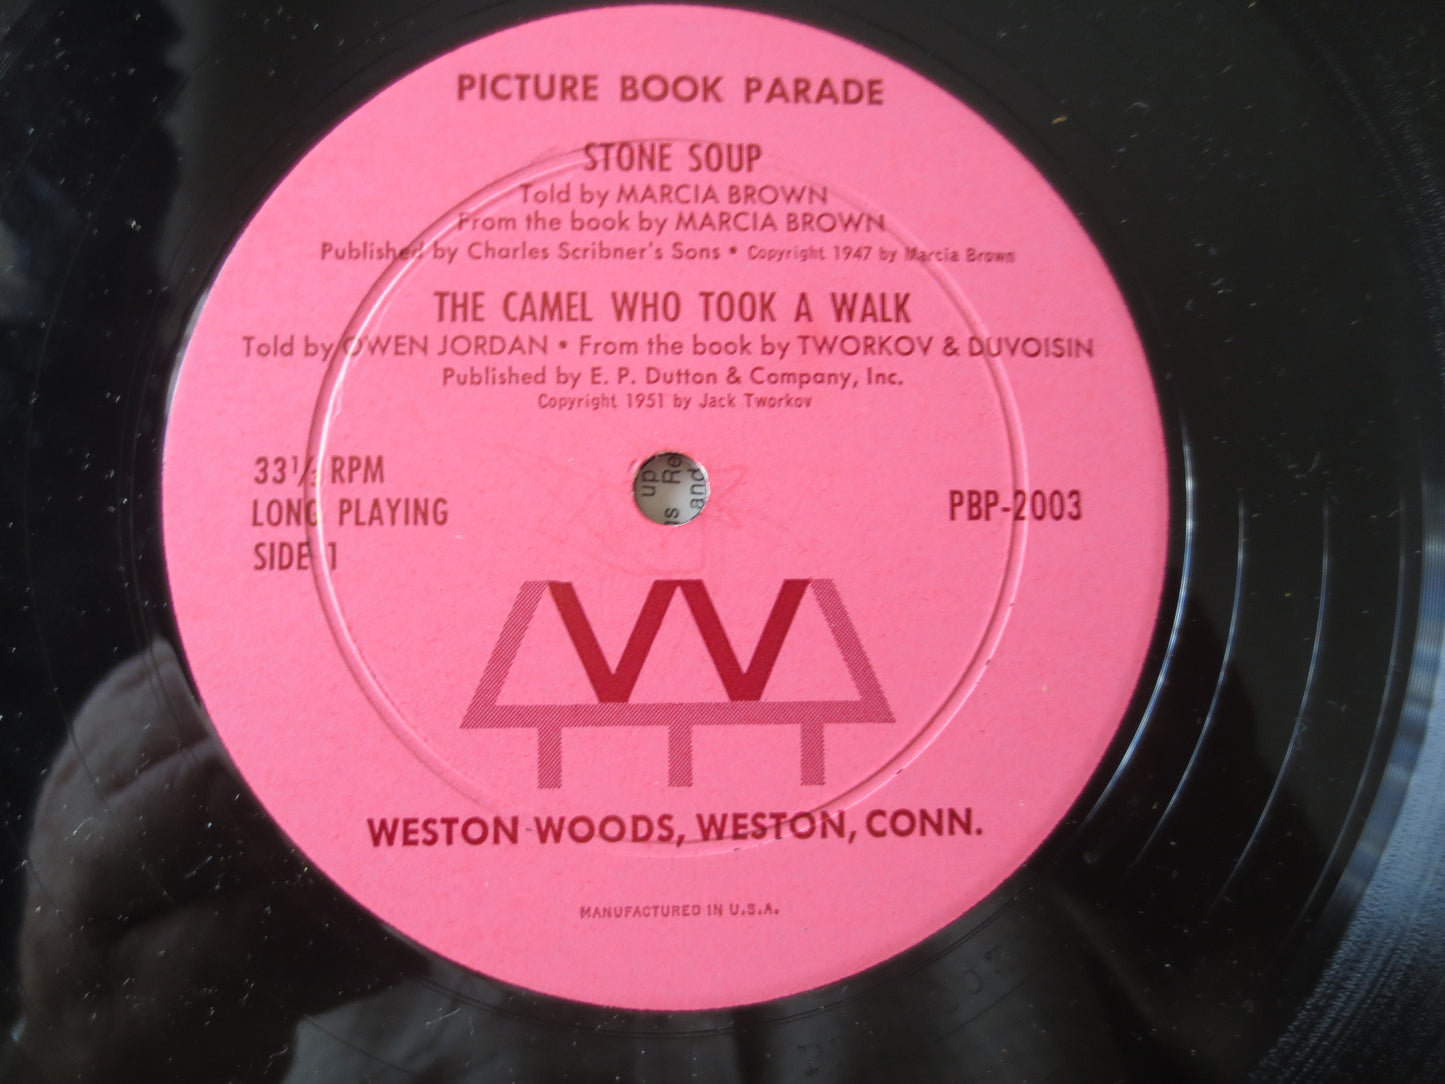 PICTURE BOOK PARADE
STONE SOUP
Told by MARCIA BROWN
From the book by MARCIA BROWN
Published by Charles Scribner's Sons • Copyright 1947 by Marcia Brown
THE CAMEL WHO TOOK A WALK
Told by OWEN JORDAN • From the book by TWORKOV & DUVOISIN
Published by E. P. Dutton & Company, Inc.
Copyright 1951 by Jack Tworkov
33⅓ RPM
LONG PLAYING
SIDE 1
PBP-2003
up
Re
and
WESTON WOODS, WESTON, CONN.
MANUFACTURED IN U.S.A.